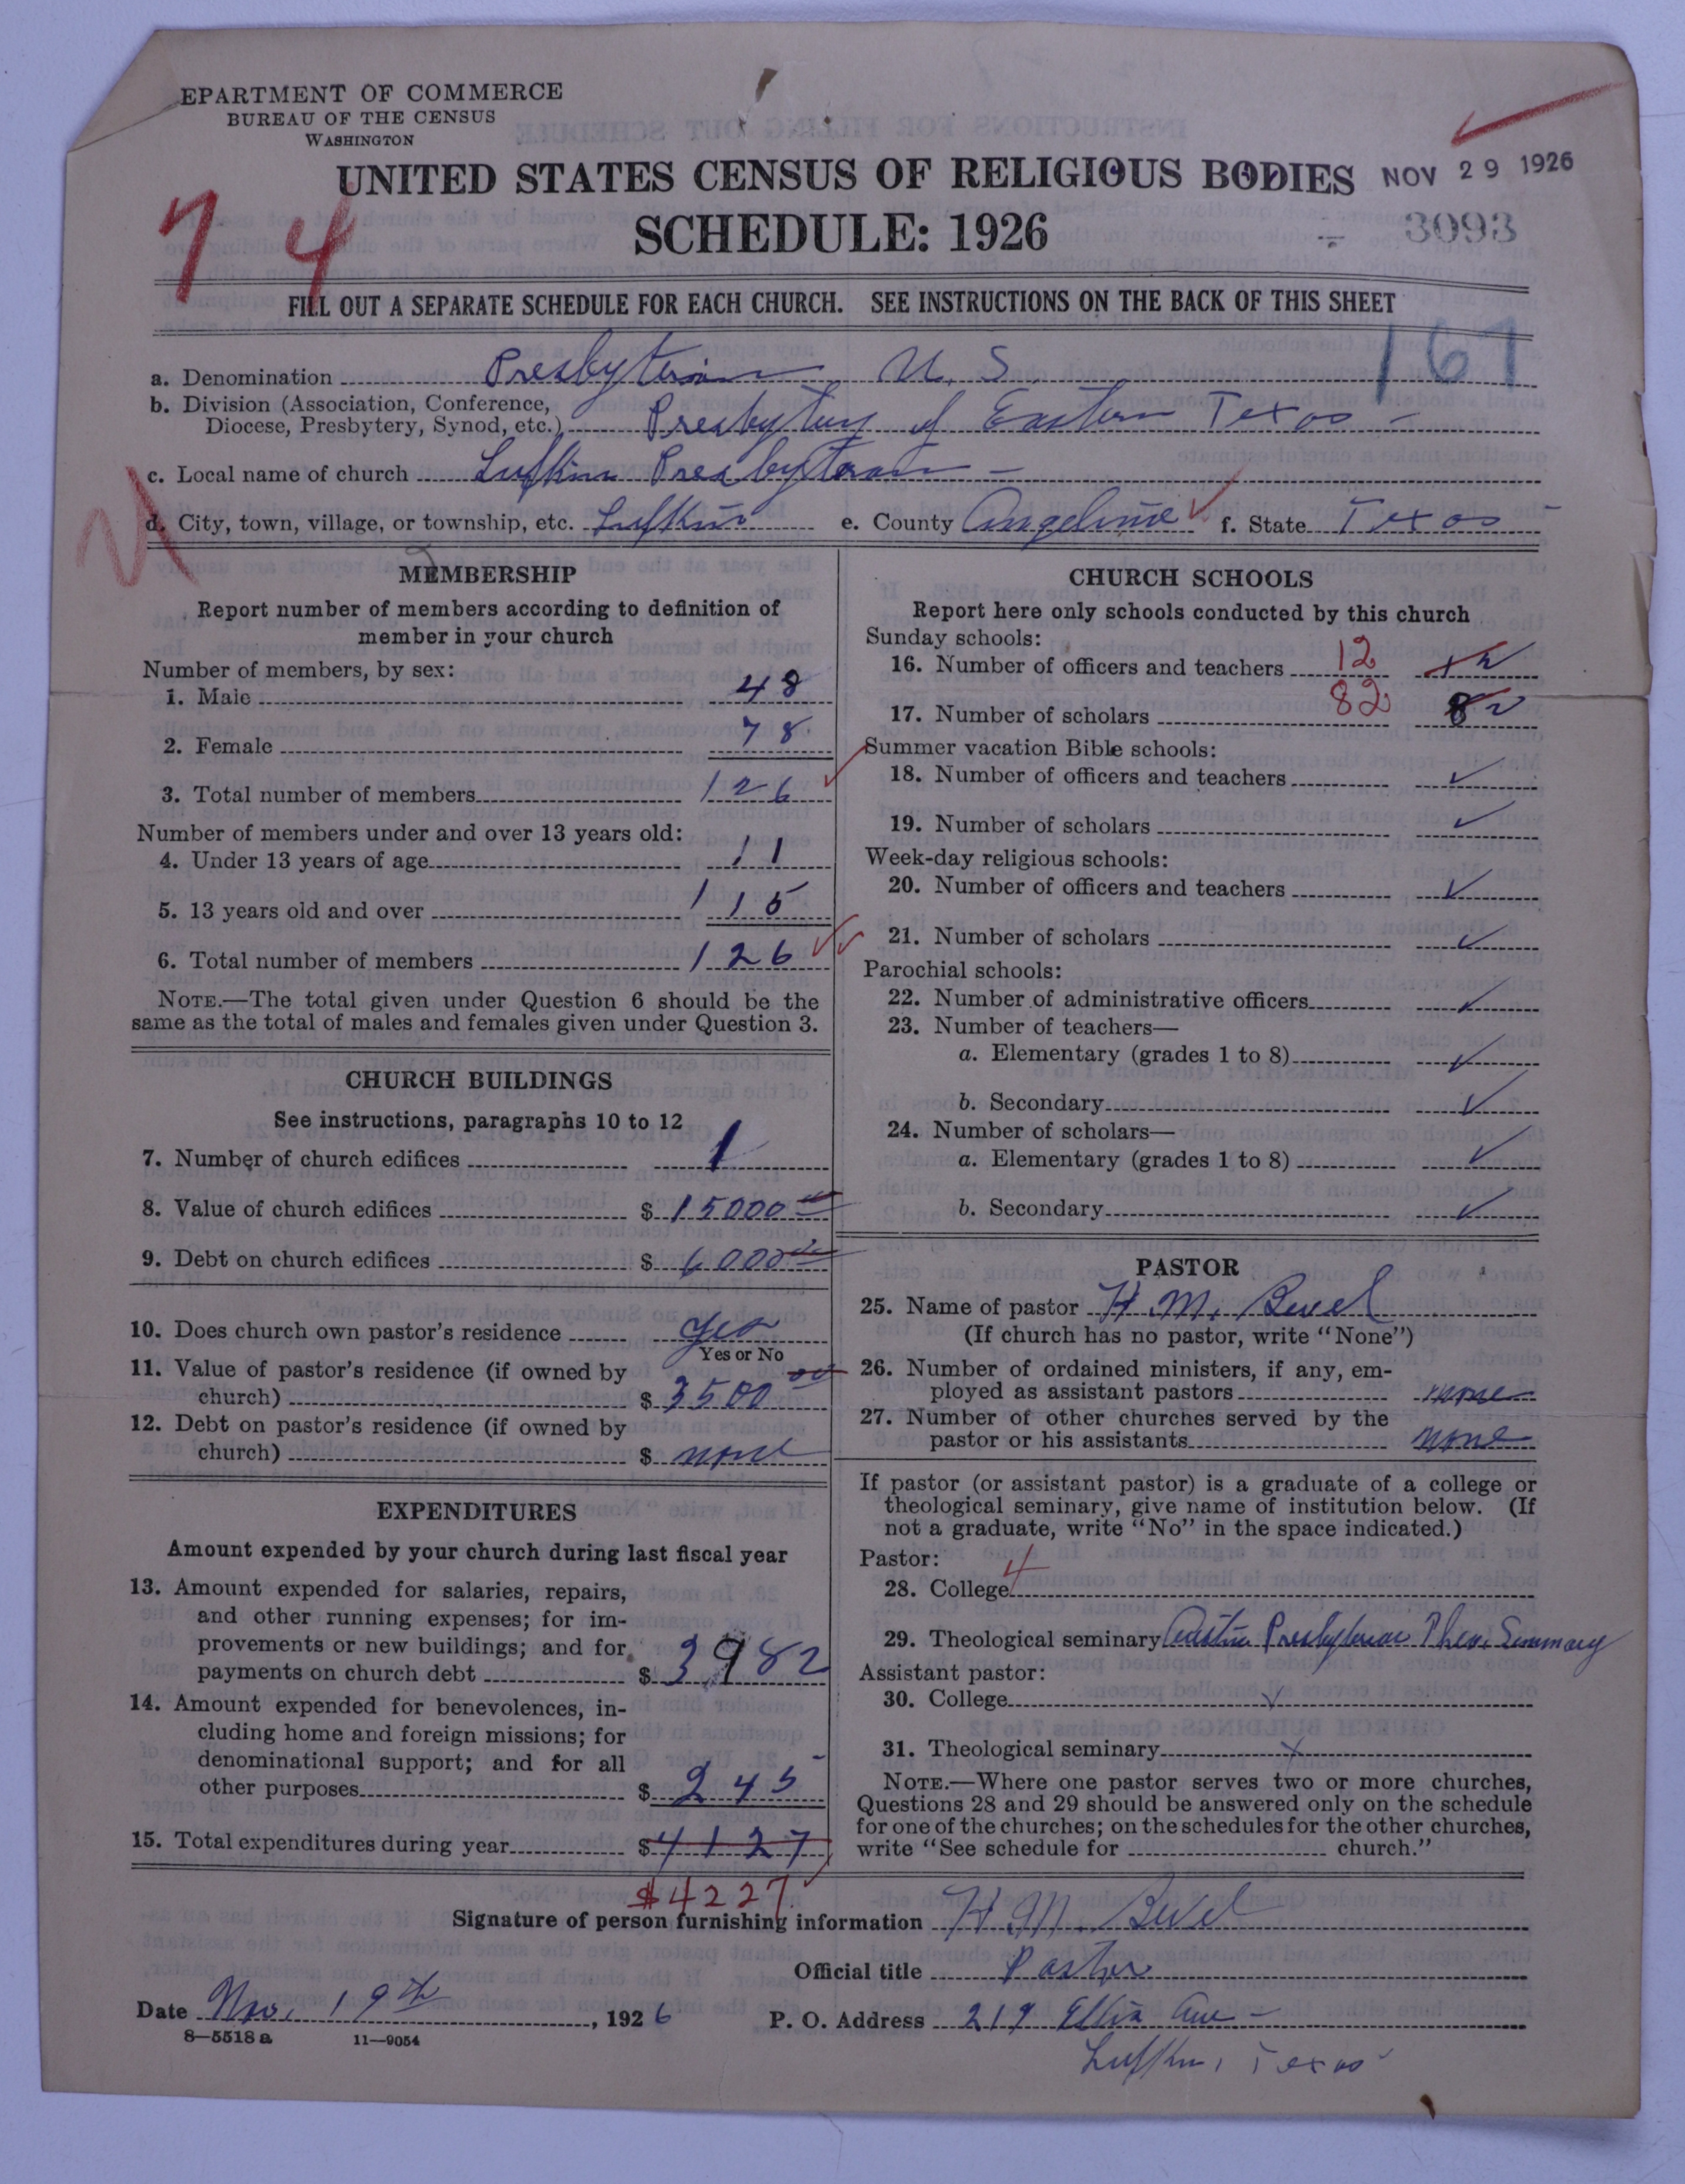 EPARTMENT OF COMMERCE
BUREAU OF THE CENSUS
WASHINGTON
UNITED STATES CENSUS OF RELIGIOUS BODIES
NOV 29 1926
SCHEDULE: 1926
3093
74
FILL OUT A SEPARATE SCHEDULE FOR EACH CHURCH. SEE INSTRUCTIONS ON THE BACK OF THIS SHEET
167
a. Denomination Presbyterian U. S.
b. Division (Association, Conference,
Diocese, Presbytery, Synod, etc.) Presbytery of Eastern Texas -
c. Local name of church Lufkin Presbyterian -
d. City, town, village, or township, etc. Lufkin e. County Angelina f. State Texas
MEMBERSHIP
Report number of members according to definition of
member in your church
Number of members, by sex:
1. Male 48
2. Female 78
3. Total number of members 126
Number of members under and over 13 years old:
4. Under 13 years of age 11
5. 13 years old and over 115
6. Total number of members 126
NOTE.—The total given under Question 6 should be the
same as the total of males and females given under Question 3.
CHURCH BUILDINGS
See instructions, paragraphs 10 to 12
7. Number of church edifices 1
8. Value of church edifices $ 15000 00
9. Debt on church edifices $ 6000 00
10. Does church own pastor's residence yes
Yes or No
11. Value of pastor's residence (if owned by
church) $ 3500 00
12. Debt on pastor's residence (if owned by
church) $ none
EXPENDITURES
Amount expended by your church during last fiscal year
13. Amount expended for salaries, repairs,
and other running expenses; for im-
provements or new buildings; and for
payments on church debt $ 3982
14. Amount expended for benevolences, in-
cluding home and foreign missions; for
denominational support; and for all
other purposes $ 245
15. Total expenditures during year $ 4127
$4227
CHURCH SCHOOLS
Report here only schools conducted by this church
Sunday schools:
16. Number of officers and teachers 12 12
17. Number of scholars 82 82
Summer vacation Bible schools:
18. Number of officers and teachers ✓
19. Number of scholars ✓
Week-day religious schools:
20. Number of officers and teachers ✓
21. Number of scholars ✓
Parochial schools:
22. Number of administrative officers ✓
23. Number of teachers—
a. Elementary (grades 1 to 8) ✓
b. Secondary ✓
24. Number of scholars—
a. Elementary (grades 1 to 8) ✓
b. Secondary ✓
PASTOR
25. Name of pastor H. M. Bevel
(If church has no pastor, write "None")
26. Number of ordained ministers, if any, em-
ployed as assistant pastors none
27. Number of other churches served by the
pastor or his assistants none
If pastor (or assistant pastor) is a graduate of a college or
theological seminary, give name of institution below. (If
not a graduate, write "No" in the space indicated.)
Pastor:
28. College 4
29. Theological seminary Austin Presbyterian Theo. Seminary
Assistant pastor:
30. College ✓
31. Theological seminary x
NOTE.—Where one pastor serves two or more churches,
Questions 28 and 29 should be answered only on the schedule
for one of the churches; on the schedules for the other churches,
write "See schedule for church."
Signature of person furnishing information H. M. Bevel
Official title Pastor
Date Nov. 19th, 1926 P. O. Address 219 Ellis Ave -
8—5518 a 11—9054
Lufkin, Texas